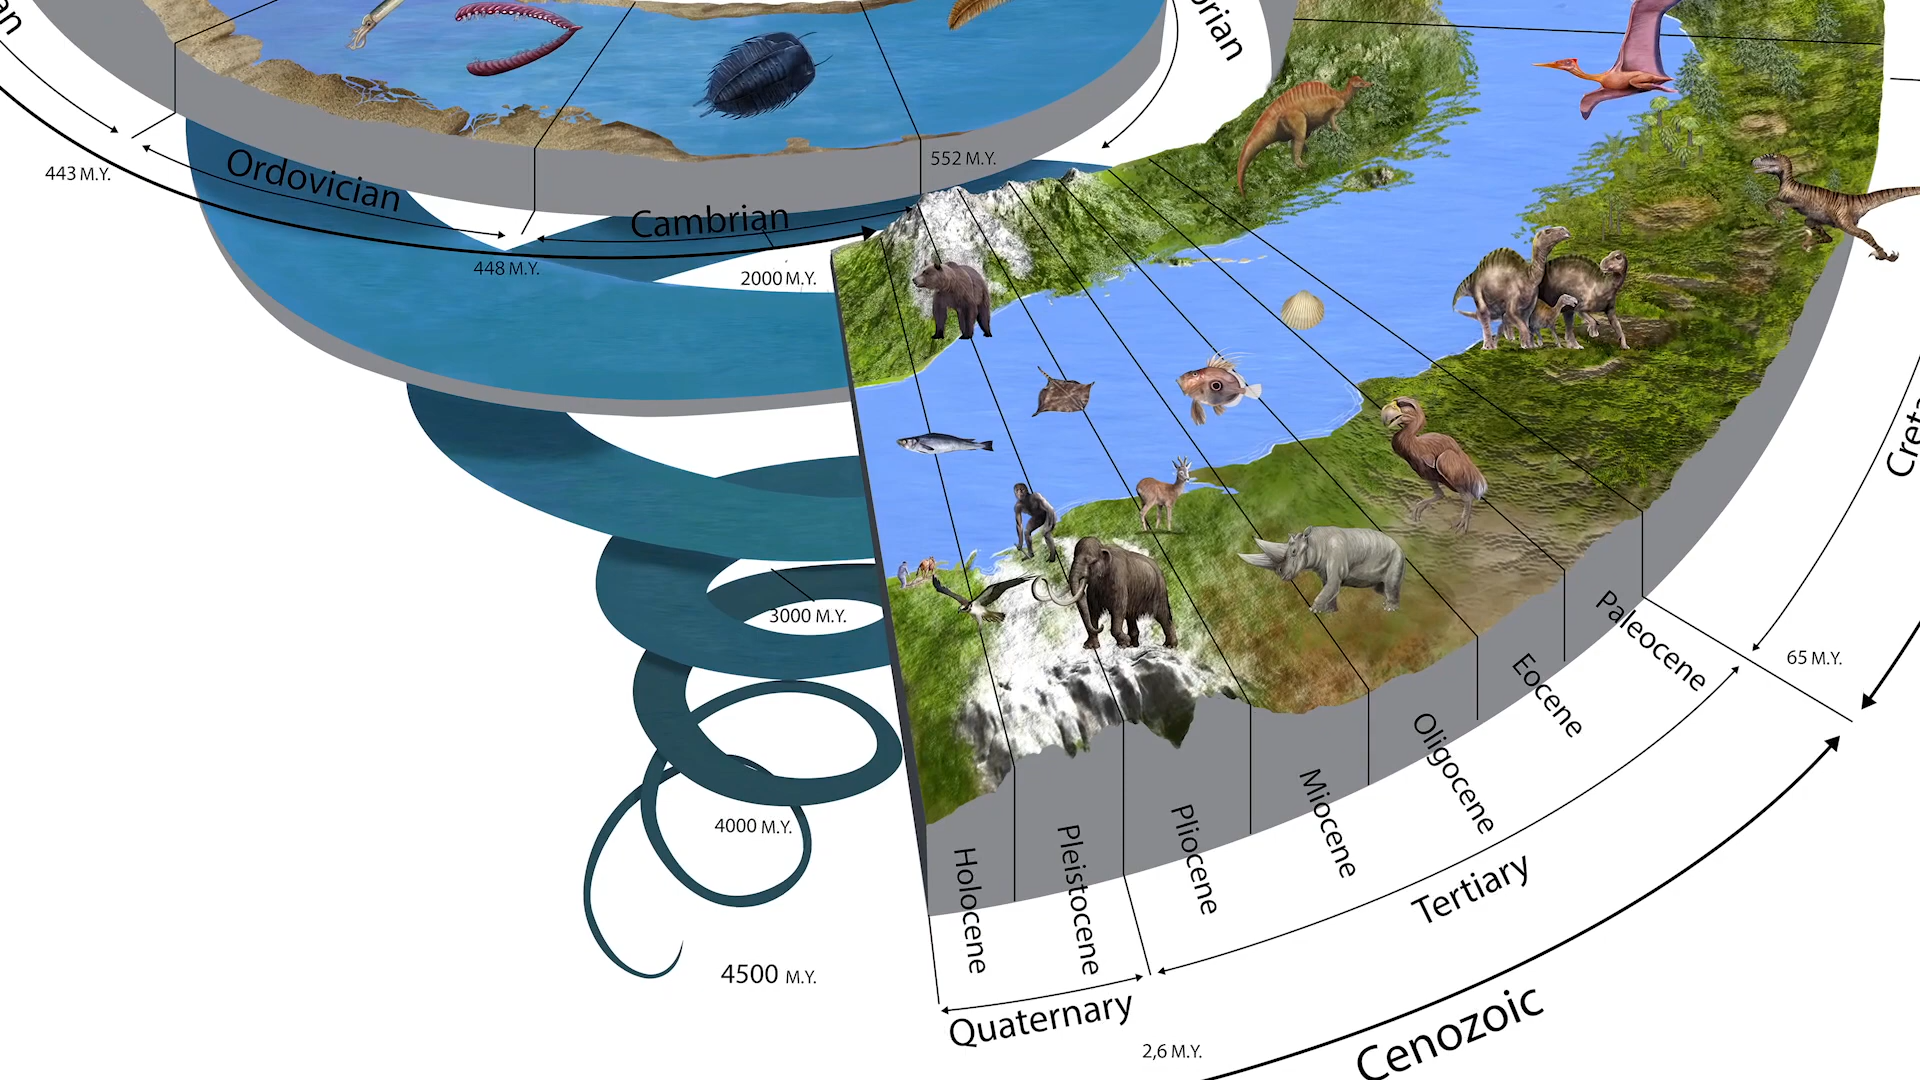 443 M.Y.
Ordovician
448 M.Y.
Cambrian
552 M.Y.
2000 M.Y.
3000 M.Y.
4000 M.Y.
4500 M.Y.
Holocene
Pleistocene
Pliocene
Miocene
Oligocene
Eocene
Paleocene
65 M.Y.
Quaternary
Tertiary
2,6 M.Y.
Cenozoic